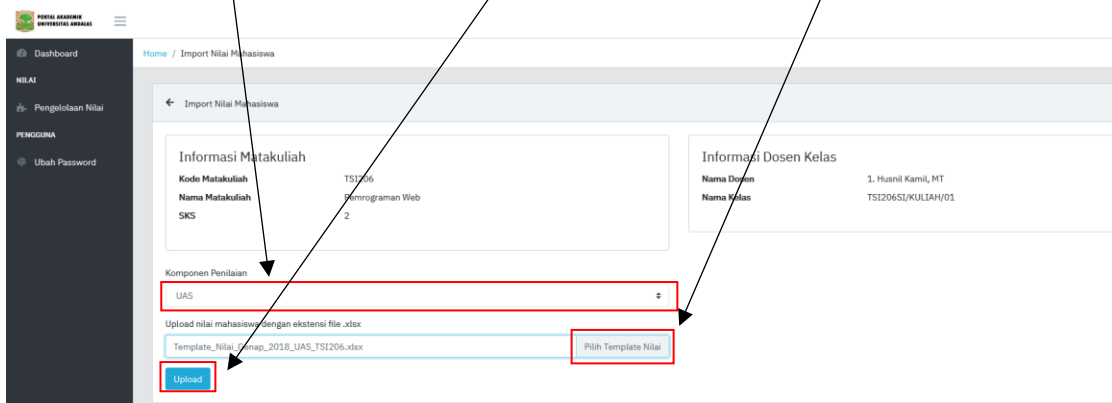 PORTAL AKADEMIK
UNIVERSITAS ANDALAS
Dashboard
NILAI
Pengelolaan Nilai
PENGGUNA
Ubah Password
Home / Import Nilai Mahasiswa
Import Nilai Mahasiswa
Informasi Matakuliah
Kode Matakuliah TSI206
Nama Matakuliah Pemrograman Web
SKS 2
Informasi Dosen Kelas
Nama Dosen 1. Husnil Kamil, MT
Nama Kelas TSI206SI/KULIAH/01
Komponen Penilaian
UAS
Upload nilai mahasiswa dengan ekstensi file .xlsx
Template_Nilai_Genap_2018_UAS_TSI206.xlsx Pilih Template Nilai
Upload